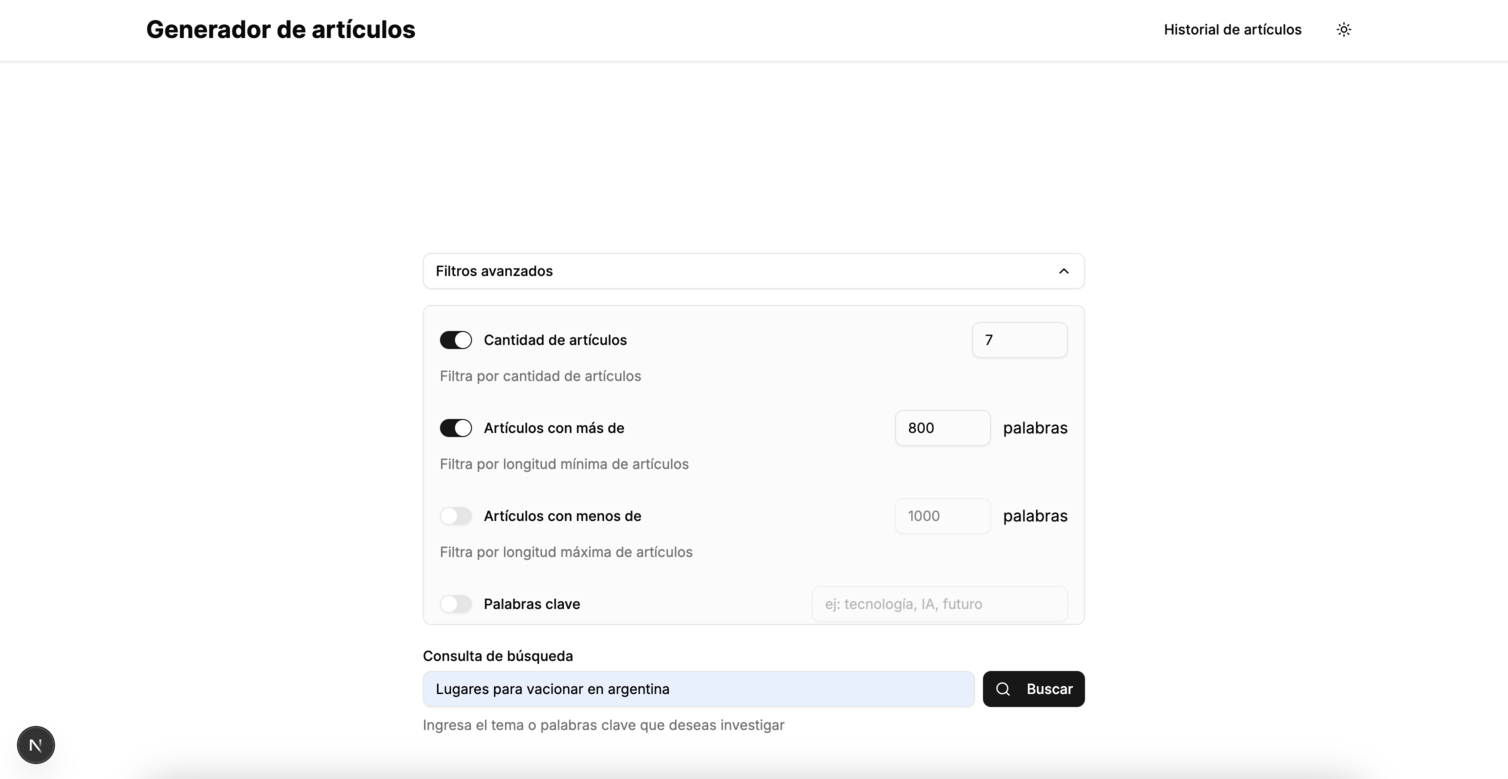 Generador de artículos
Historial de artículos
Filtros avanzados
Cantidad de artículos 7
Filtra por cantidad de artículos
Artículos con más de 800 palabras
Filtra por longitud mínima de artículos
Artículos con menos de 1000 palabras
Filtra por longitud máxima de artículos
Palabras clave ej: tecnología, IA, futuro
Consulta de búsqueda
Lugares para vacionar en argentina Buscar
Ingresa el tema o palabras clave que deseas investigar
N